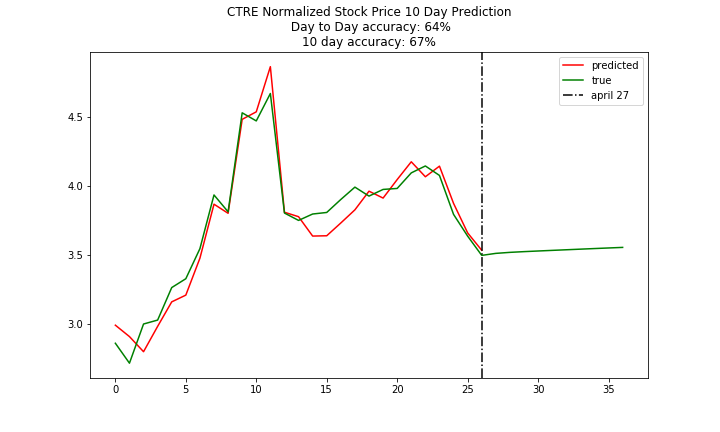 CTRE Normalized Stock Price 10 Day Prediction
Day to Day accuracy: 64%
10 day accuracy: 67%
predicted
true
april 27
4.5
4.0
3.5
3.0
0 5 10 15 20 25 30 35